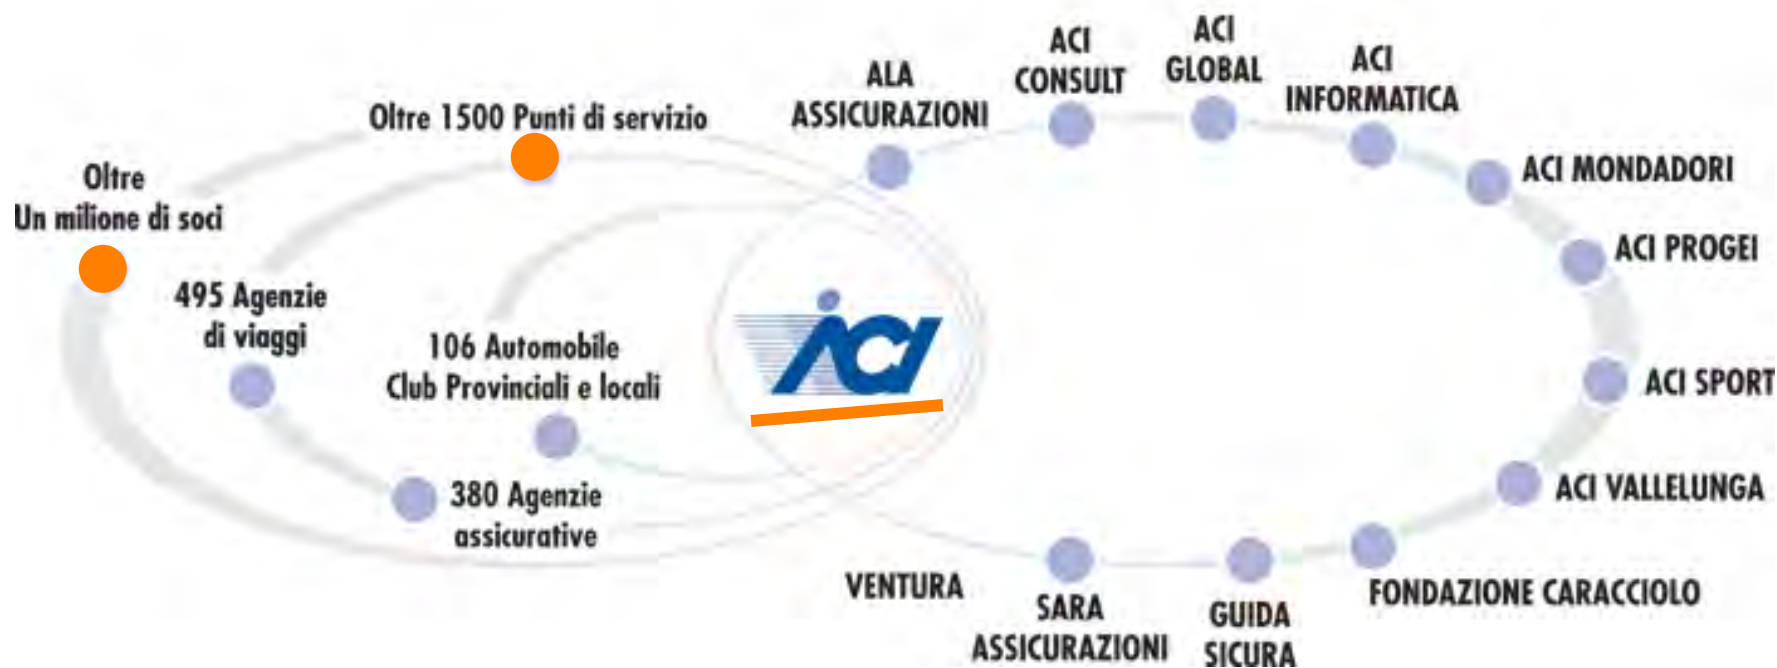 Oltre 1500 Punti di servizio
Oltre
Un milione di soci
495 Agenzie
di viaggi
106 Automobile
Club Provinciali e locali
380 Agenzie
assicurative
ACI
ALA
ASSICURAZIONI
ACI
CONSULT
ACI
GLOBAL
ACI
INFORMATICA
ACI MONDADORI
ACI PROGEI
ACI SPORT
ACI VALLELUNGA
FONDAZIONE CARACCIOLO
GUIDA
SICURA
SARA
ASSICURAZIONI
VENTURA